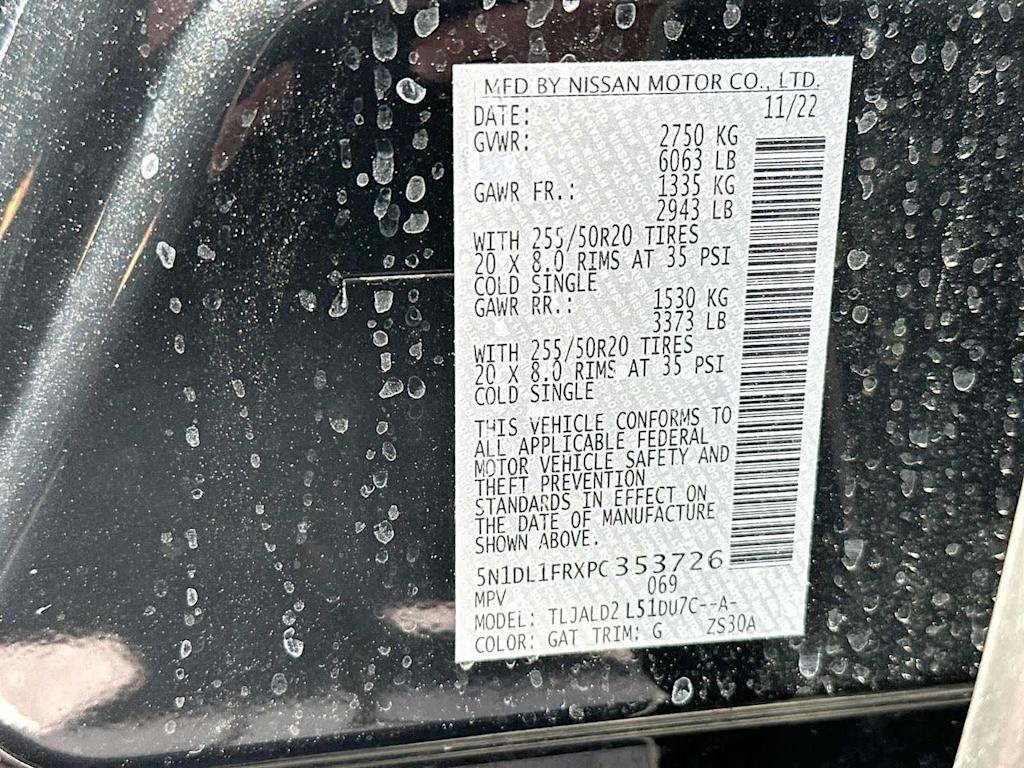 MFD BY NISSAN MOTOR CO., LTD.
DATE: 11/22
GVWR: 2750 KG
6063 LB
GAWR FR.: 1335 KG
2943 LB
WITH 255/50R20 TIRES
20 X 8.0 RIMS AT 35 PSI
COLD SINGLE
GAWR RR.: 1530 KG
3373 LB
WITH 255/50R20 TIRES
20 X 8.0 RIMS AT 35 PSI
COLD SINGLE
THIS VEHICLE CONFORMS TO
ALL APPLICABLE FEDERAL
MOTOR VEHICLE SAFETY AND
THEFT PREVENTION
STANDARDS IN EFFECT ON
THE DATE OF MANUFACTURE
SHOWN ABOVE.
5N1DL1FRXPC353726
MPV 069
MODEL: TLJALD2 L51DU7C--A-
COLOR: GAT TRIM: G ZS30A